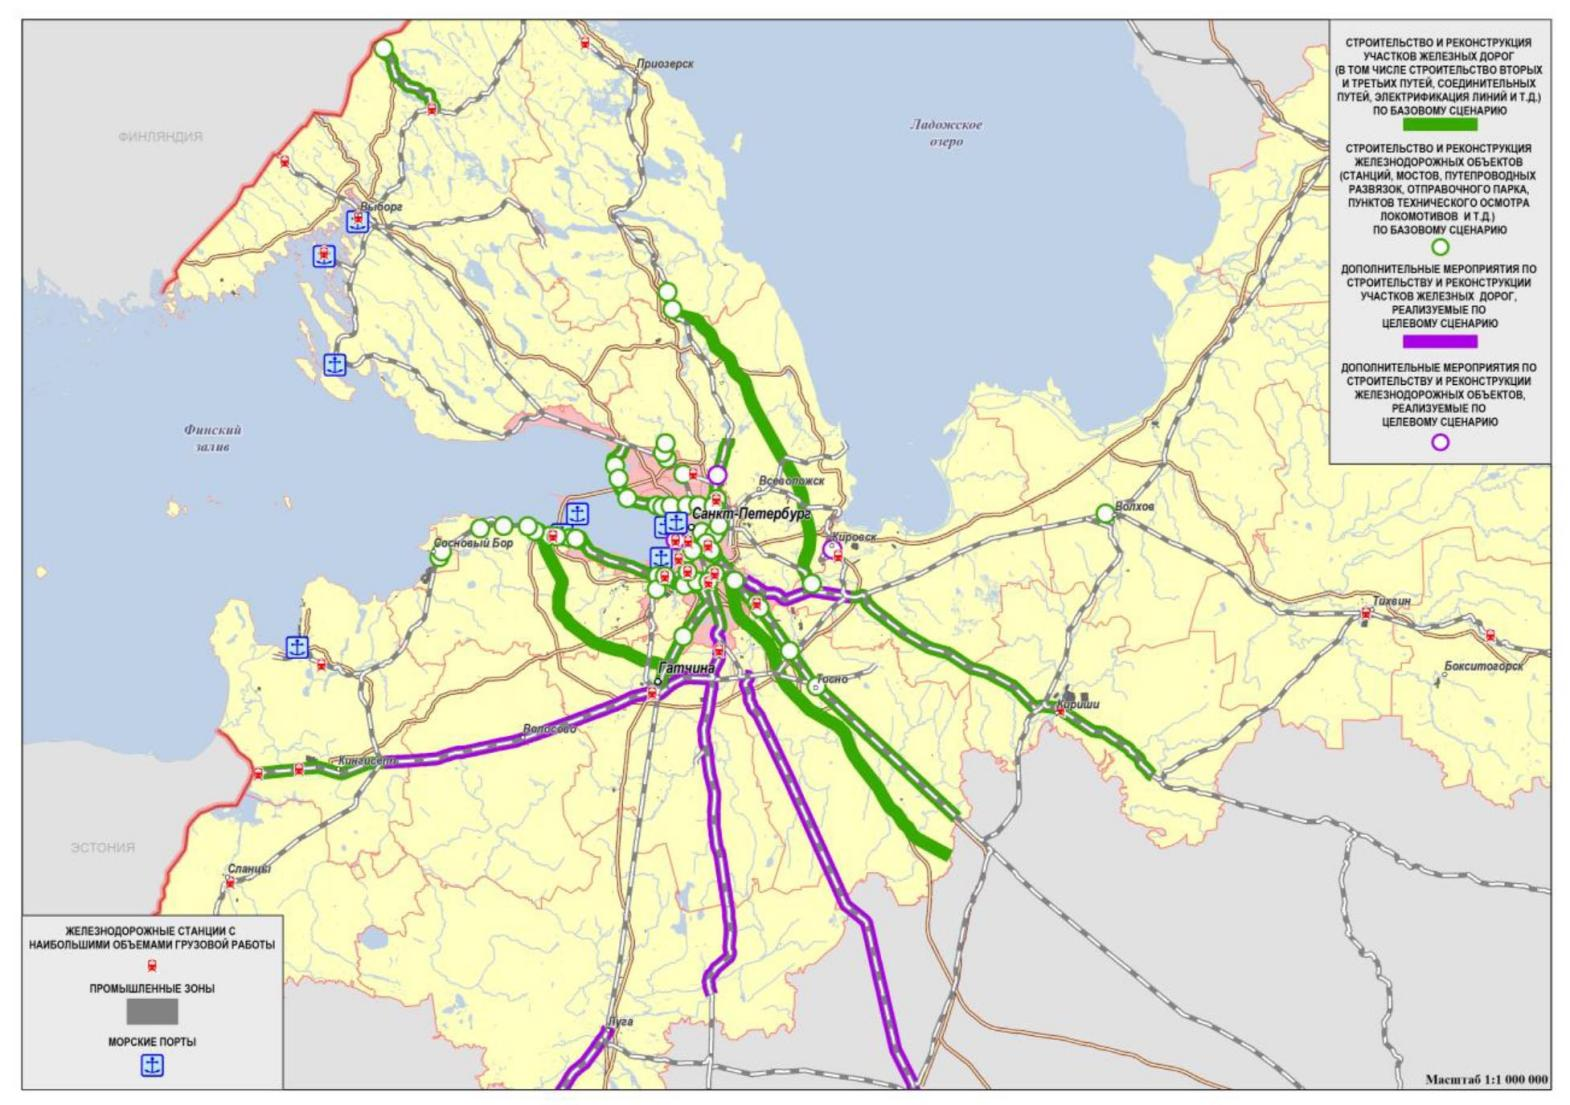 СТРОИТЕЛЬСТВО И РЕКОНСТРУКЦИЯ
УЧАСТКОВ ЖЕЛЕЗНЫХ ДОРОГ
(В ТОМ ЧИСЛЕ СТРОИТЕЛЬСТВО ВТОРЫХ
И ТРЕТЬИХ ПУТЕЙ, СОЕДИНИТЕЛЬНЫХ
ПУТЕЙ, ЭЛЕКТРИФИКАЦИЯ ЛИНИЙ И Т.Д.)
ПО БАЗОВОМУ СЦЕНАРИЮ
СТРОИТЕЛЬСТВО И РЕКОНСТРУКЦИЯ
ЖЕЛЕЗНОДОРОЖНЫХ ОБЪЕКТОВ
(СТАНЦИЙ, МОСТОВ, ПУТЕПРОВОДНЫХ
РАЗВЯЗОК, ОТПРАВОЧНОГО ПАРКА,
ПУНКТОВ ТЕХНИЧЕСКОГО ОСМОТРА
ЛОКОМОТИВОВ И Т.Д.)
ПО БАЗОВОМУ СЦЕНАРИЮ
ДОПОЛНИТЕЛЬНЫЕ МЕРОПРИЯТИЯ ПО
СТРОИТЕЛЬСТВУ И РЕКОНСТРУКЦИИ
УЧАСТКОВ ЖЕЛЕЗНЫХ ДОРОГ,
РЕАЛИЗУЕМЫЕ ПО
ЦЕЛЕВОМУ СЦЕНАРИЮ
ДОПОЛНИТЕЛЬНЫЕ МЕРОПРИЯТИЯ ПО
СТРОИТЕЛЬСТВУ И РЕКОНСТРУКЦИИ
ЖЕЛЕЗНОДОРОЖНЫХ ОБЪЕКТОВ,
РЕАЛИЗУЕМЫЕ ПО
ЦЕЛЕВОМУ СЦЕНАРИЮ
Приозерск
ФИНЛЯНДИЯ
Ладожское
озеро
Выборг
Финский
залив
Всеволожск
Санкт-Петербург
Волхов
Сосновый Бор
Кировск
Тихвин
Гатчина
Тосно
Бокситогорск
Кириши
Волосово
Кингисепп
ЭСТОНИЯ
Сланцы
Луга
ЖЕЛЕЗНОДОРОЖНЫЕ СТАНЦИИ С
НАИБОЛЬШИМИ ОБЪЕМАМИ ГРУЗОВОЙ РАБОТЫ
ПРОМЫШЛЕННЫЕ ЗОНЫ
МОРСКИЕ ПОРТЫ
Масштаб 1:1 000 000